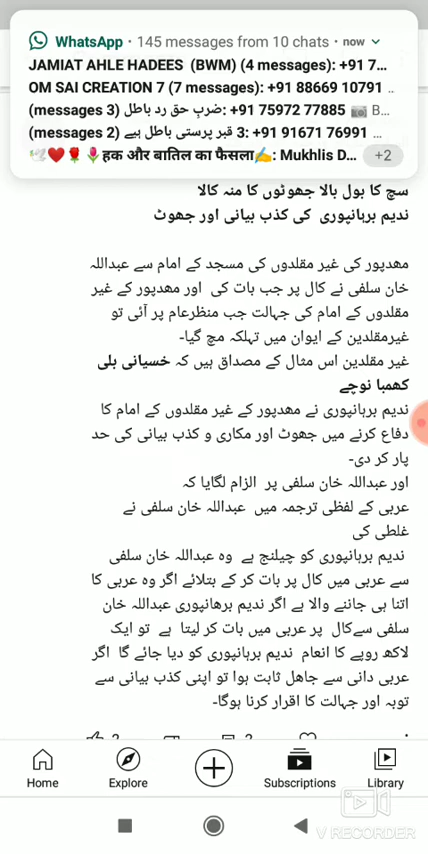 WhatsApp • 145 messages from 10 chats • now
JAMIAT AHLE HADEES (BWM) (4 messages): +91 7...
OM SAI CREATION 7 (7 messages): +91 88669 10791 ..
(messages 3) ضربِ حق رد باطل: +91 75972 77885 📷 B...
(messages 2) قبر پرستی باطل ہیے 3: +91 91671 76991 ...
🕊️❤️🌹🌷हक और बातिल का फैसला✍️: Mukhlis D...
+2
سچ کا بول بالا جھوٹوں کا منہ کالا
ندیم برہانپوری کی کذب بیانی اور جھوٹ
مھدپور کی غیر مقلدوں کی مسجد کے امام سے عبداللہ
خان سلفی نے کال پر جب بات کی اور مھدپور کے غیر
مقلدوں کے امام کی جہالت جب منظرعام پر آئی تو
غیرمقلدین کے ایوان میں تہلکہ مچ گیا-
غیر مقلدین اس مثال کے مصداق ہیں کہ خسیانی بلی
کھمبا نوچے
ندیم برہانپوری نے مھدپور کے غیر مقلدوں کے امام کا
دفاع کرنے میں جھوٹ اور مکاری و کذب بیانی کی حد
پار کر دی-
اور عبداللہ خان سلفی پر الزام لگایا کہ
عربی کے لفظی ترجمہ میں عبداللہ خان سلفی نے
غلطی کی
ندیم برہانپوری کو چیلنج ہے وہ عبداللہ خان سلفی
سے عربی میں کال پر بات کر کے بتلائے اگر وہ عربی کا
اتنا ہی جاننے والا ہے اگر ندیم برھانپوری عبداللہ خان
سلفی سےکال پر عربی میں بات کر لیتا ہے تو ایک
لاکھ روپے کا انعام ندیم برہانپوری کو دیا جائے گا اگر
عربی دانی سے جاھل ثابت ہوا تو اپنی کذب بیانی سے
توبہ اور جہالت کا اقرار کرنا ہوگا-
Home Explore Subscriptions Library
V RECORDER